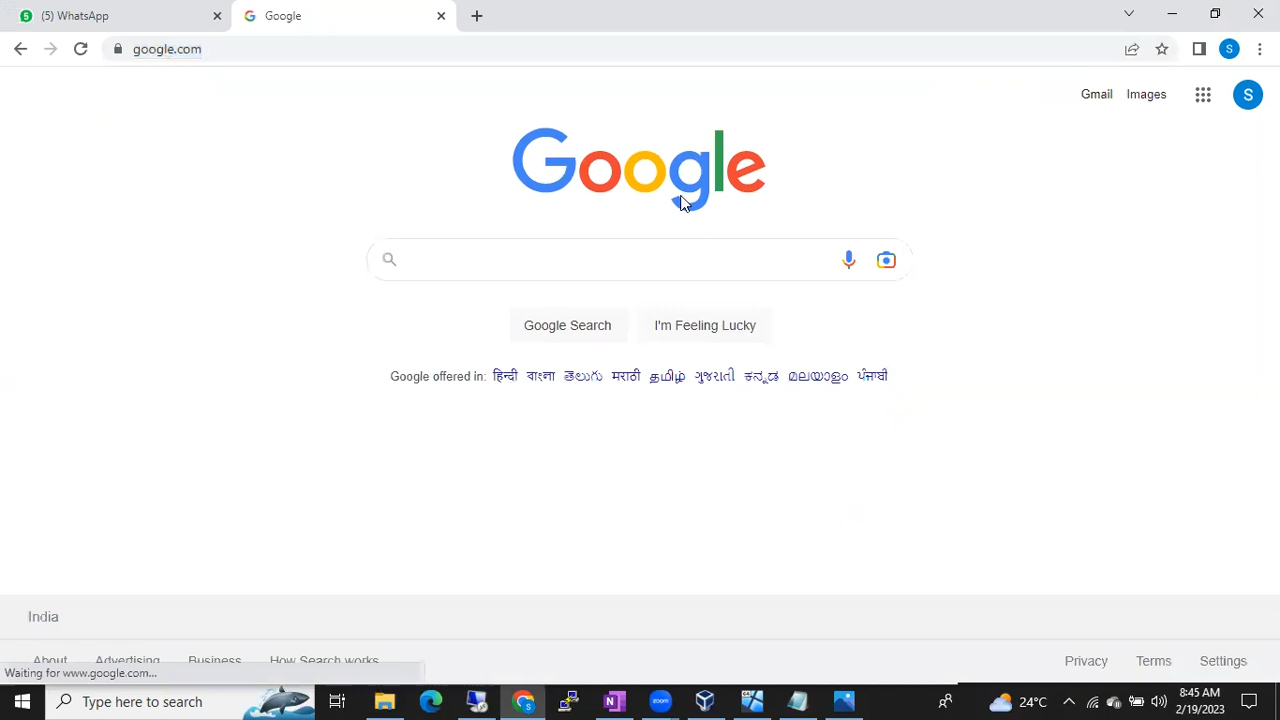 (5) WhatsApp
Google
google.com
Gmail Images
S
Google
Google Search
I'm Feeling Lucky
Google offered in: हिन्दी বাংলা తెలుగు मराठी தமிழ் ગુજરાતી ಕನ್ನಡ മലയാളം ਪੰਜਾਬੀ
India
About Advertising Business How Search works
Privacy Terms Settings
Waiting for www.google.com...
Type here to search
zoom
24°C
8:45 AM
2/19/2023